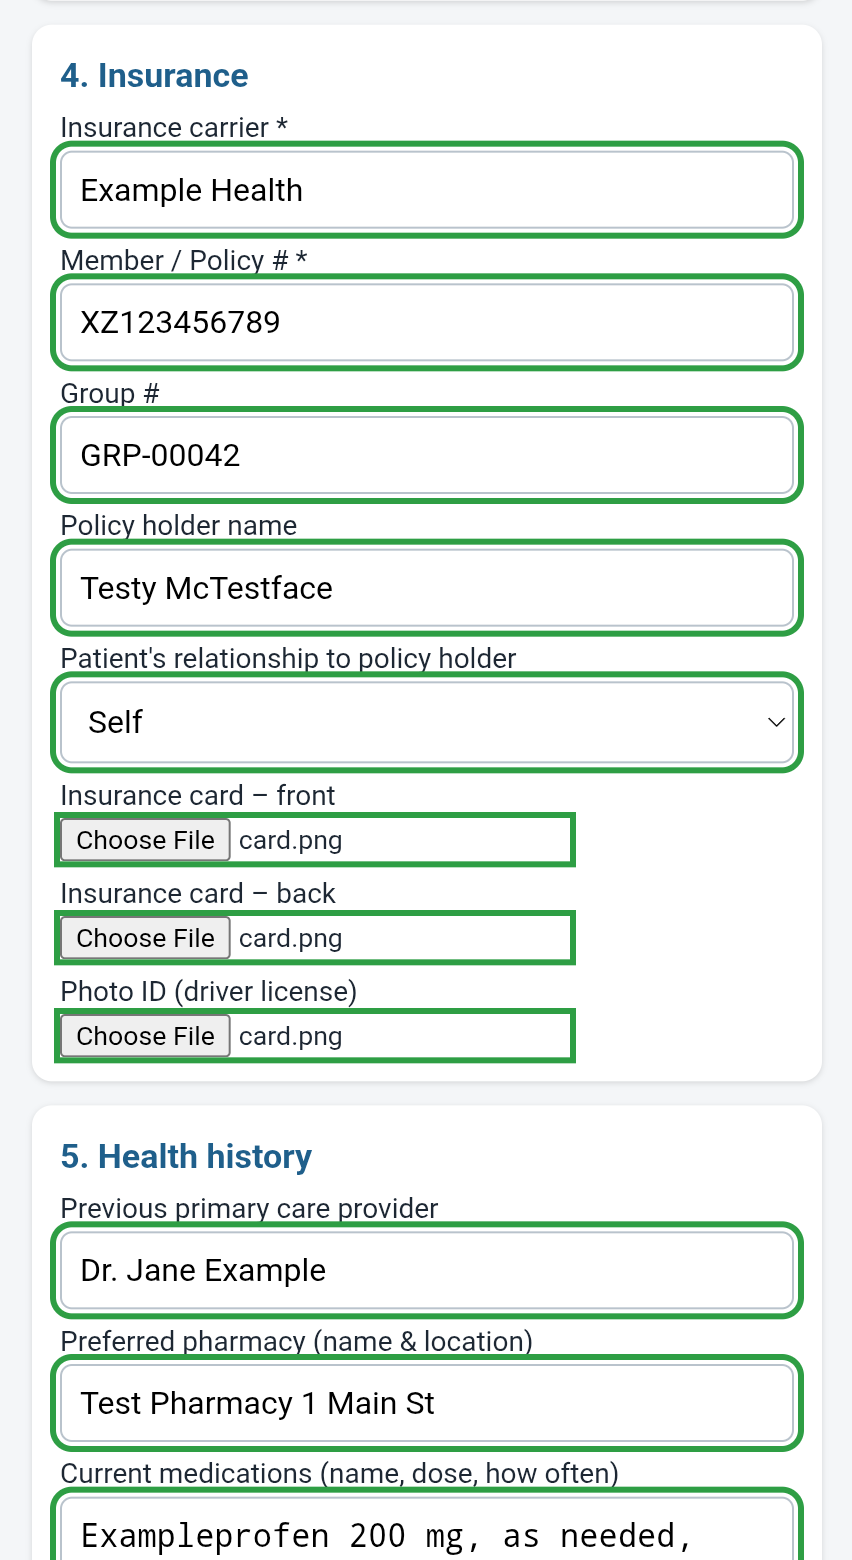 4. Insurance
Insurance carrier *
Example Health
Member / Policy # *
XZ123456789
Group #
GRP-00042
Policy holder name
Testy McTestface
Patient's relationship to policy holder
Self
Insurance card – front
Choose File card.png
Insurance card – back
Choose File card.png
Photo ID (driver license)
Choose File card.png
5. Health history
Previous primary care provider
Dr. Jane Example
Preferred pharmacy (name & location)
Test Pharmacy 1 Main St
Current medications (name, dose, how often)
Exampleprofen 200 mg, as needed,